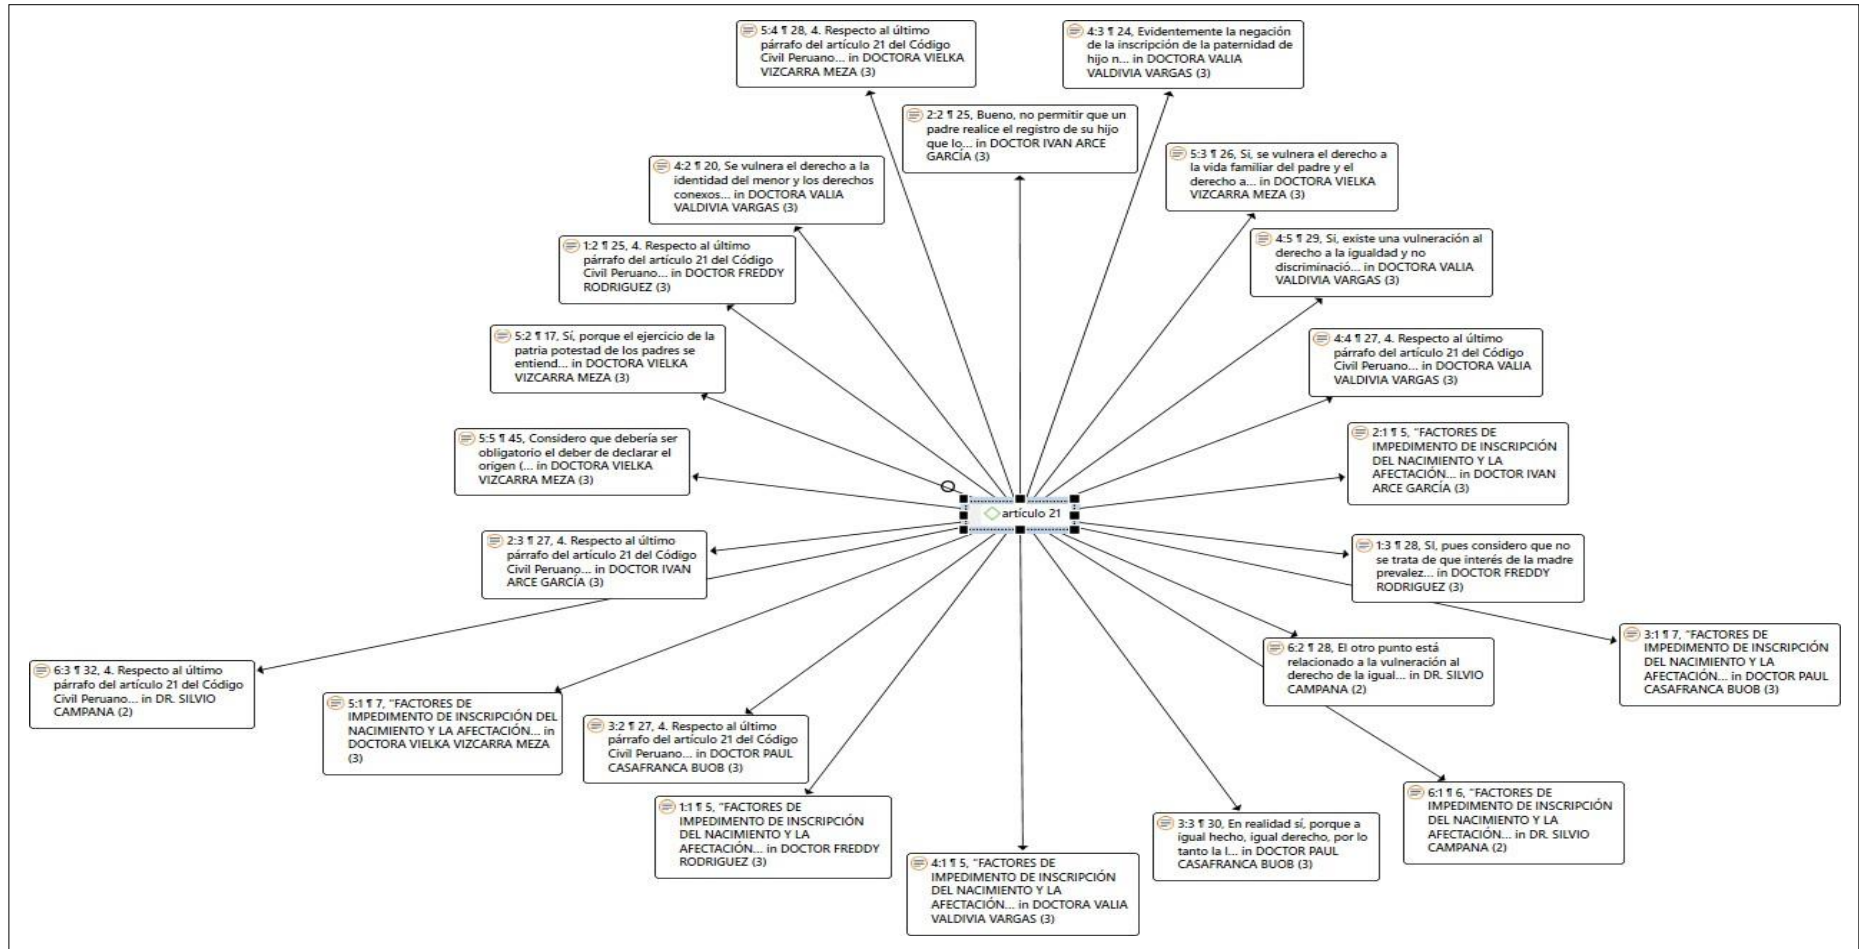 5:4 ¶ 28, 4. Respecto al último
párrafo del artículo 21 del Código
Civil Peruano... in DOCTORA VIELKA
VIZCARRA MEZA (3)
4:3 ¶ 24, Evidentemente la negación
de la inscripción de la paternidad de
hijo n... in DOCTORA VALIA
VALDIVIA VARGAS (3)
2:2 ¶ 25, Bueno, no permitir que un
padre realice el registro de su hijo
que lo... in DOCTOR IVAN ARCE
GARCÍA (3)
4:2 ¶ 20, Se vulnera el derecho a la
identidad del menor y los derechos
conexos... in DOCTORA VALIA
VALDIVIA VARGAS (3)
5:3 ¶ 26, Si, se vulnera el derecho a
la vida familiar del padre y el
derecho a... in DOCTORA VIELKA
VIZCARRA MEZA (3)
1:2 ¶ 25, 4. Respecto al último
párrafo del artículo 21 del Código
Civil Peruano... in DOCTOR FREDDY
RODRIGUEZ (3)
4:5 ¶ 29, Si, existe una vulneración al
derecho a la igualdad y no
discriminació... in DOCTORA VALIA
VALDIVIA VARGAS (3)
5:2 ¶ 17, Sí, porque el ejercicio de la
patria potestad de los padres se
entiend... in DOCTORA VIELKA
VIZCARRA MEZA (3)
4:4 ¶ 27, 4. Respecto al último
párrafo del artículo 21 del Código
Civil Peruano... in DOCTORA VALIA
VALDIVIA VARGAS (3)
5:5 ¶ 45, Considero que debería ser
obligatorio el deber de declarar el
origen (... in DOCTORA VIELKA
VIZCARRA MEZA (3)
2:1 ¶ 5, "FACTORES DE
IMPEDIMENTO DE INSCRIPCIÓN
DEL NACIMIENTO Y LA
AFECTACIÓN... in DOCTOR IVAN
ARCE GARCÍA (3)
artículo 21
2:3 ¶ 27, 4. Respecto al último
párrafo del artículo 21 del Código
Civil Peruano... in DOCTOR IVAN
ARCE GARCÍA (3)
1:3 ¶ 28, SI, pues considero que no
se trata de que interés de la madre
prevalez... in DOCTOR FREDDY
RODRIGUEZ (3)
6:3 ¶ 32, 4. Respecto al último
párrafo del artículo 21 del Código
Civil Peruano... in DR. SILVIO
CAMPANA (2)
5:1 ¶ 7, "FACTORES DE
IMPEDIMENTO DE INSCRIPCIÓN DEL
NACIMIENTO Y LA AFECTACIÓN... in
DOCTORA VIELKA VIZCARRA MEZA
(3)
3:2 ¶ 27, 4. Respecto al último
párrafo del artículo 21 del Código
Civil Peruano... in DOCTOR PAUL
CASAFRANCA BUOB (3)
6:2 ¶ 28, El otro punto está
relacionado a la vulneración al
derecho de la igual... in DR. SILVIO
CAMPANA (2)
3:1 ¶ 7, "FACTORES DE
IMPEDIMENTO DE INSCRIPCIÓN
DEL NACIMIENTO Y LA
AFECTACIÓN... in DOCTOR PAUL
CASAFRANCA BUOB (3)
1:1 ¶ 5, "FACTORES DE
IMPEDIMENTO DE INSCRIPCIÓN
DEL NACIMIENTO Y LA
AFECTACIÓN... in DOCTOR FREDDY
RODRIGUEZ (3)
4:1 ¶ 5, "FACTORES DE
IMPEDIMENTO DE INSCRIPCIÓN
DEL NACIMIENTO Y LA
AFECTACIÓN... in DOCTORA VALIA
VALDIVIA VARGAS (3)
3:3 ¶ 30, En realidad sí, porque a
igual hecho, igual derecho, por lo
tanto la l... in DOCTOR PAUL
CASAFRANCA BUOB (3)
6:1 ¶ 6, "FACTORES DE
IMPEDIMENTO DE INSCRIPCIÓN
DEL NACIMIENTO Y LA
AFECTACIÓN... in DR. SILVIO
CAMPANA (2)